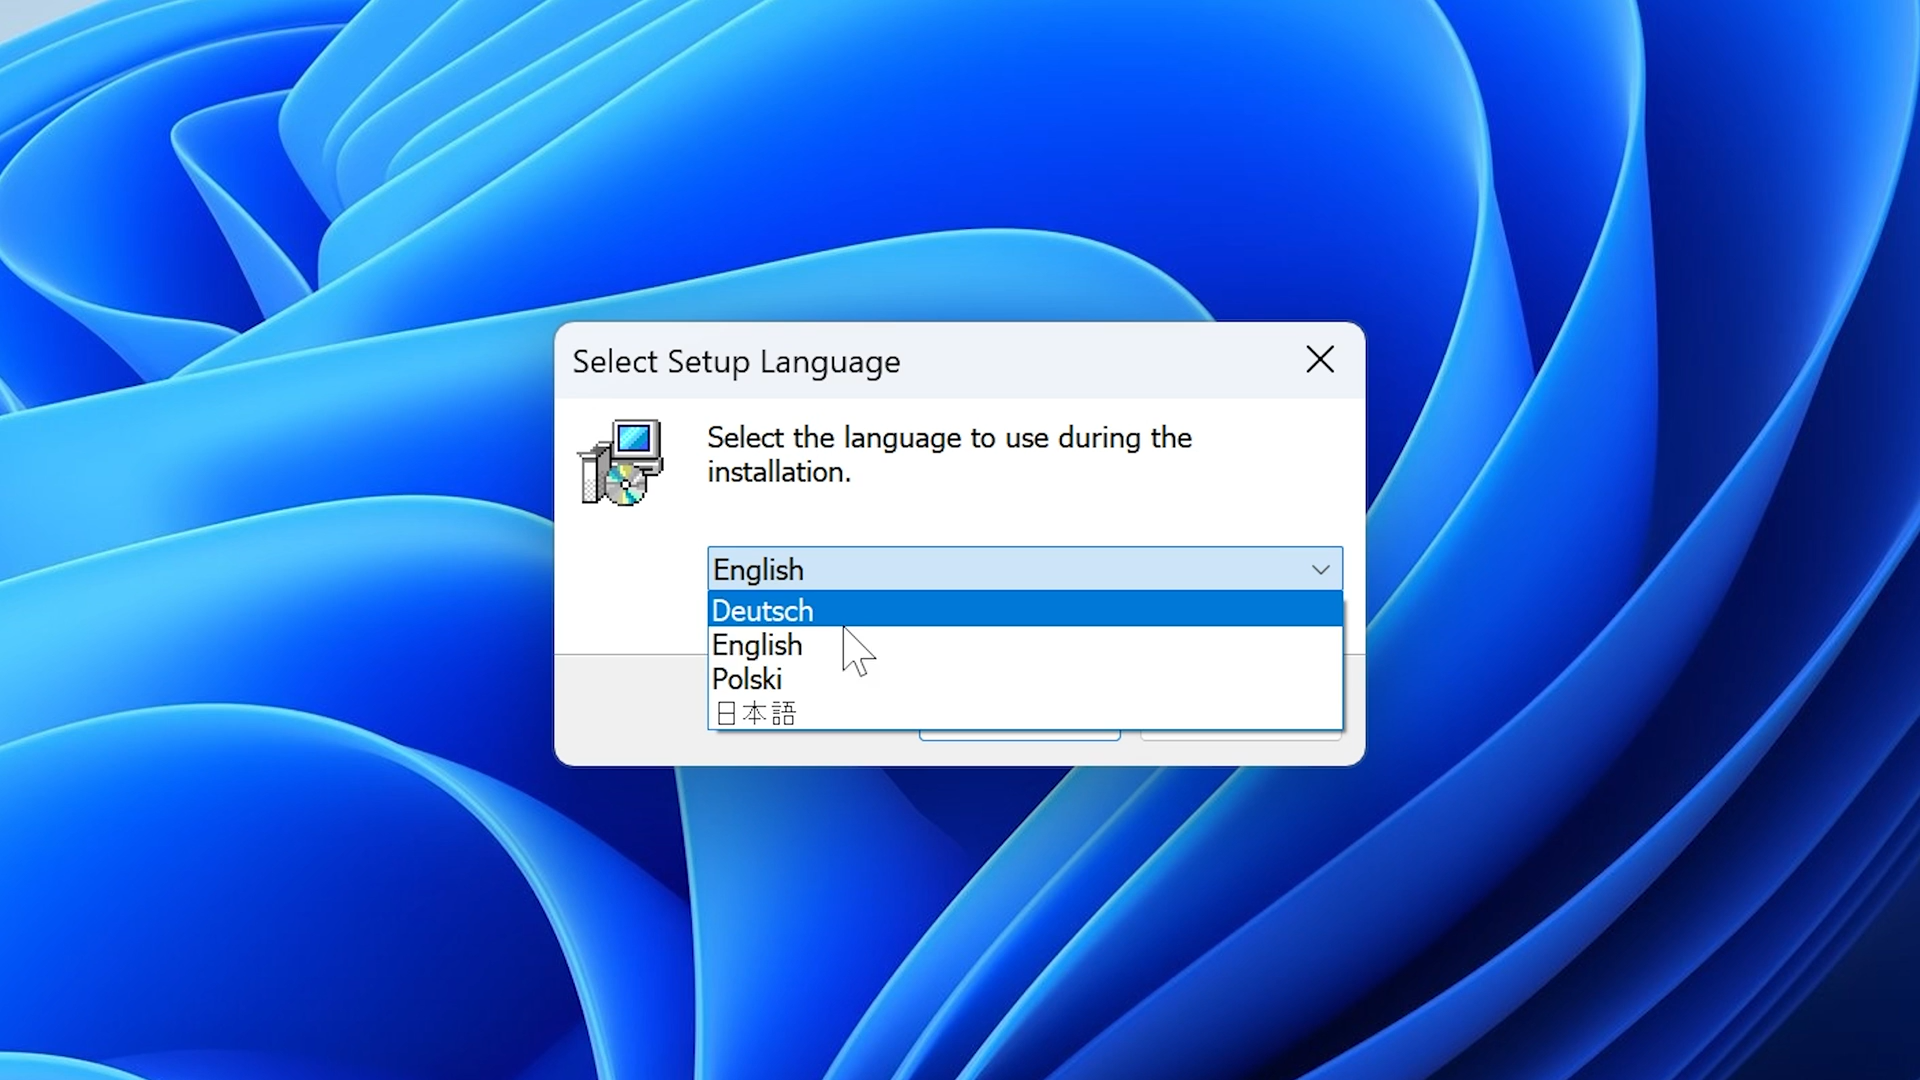 Select Setup Language
Select the language to use during the
installation.
English
Deutsch
English
Polski
日本語